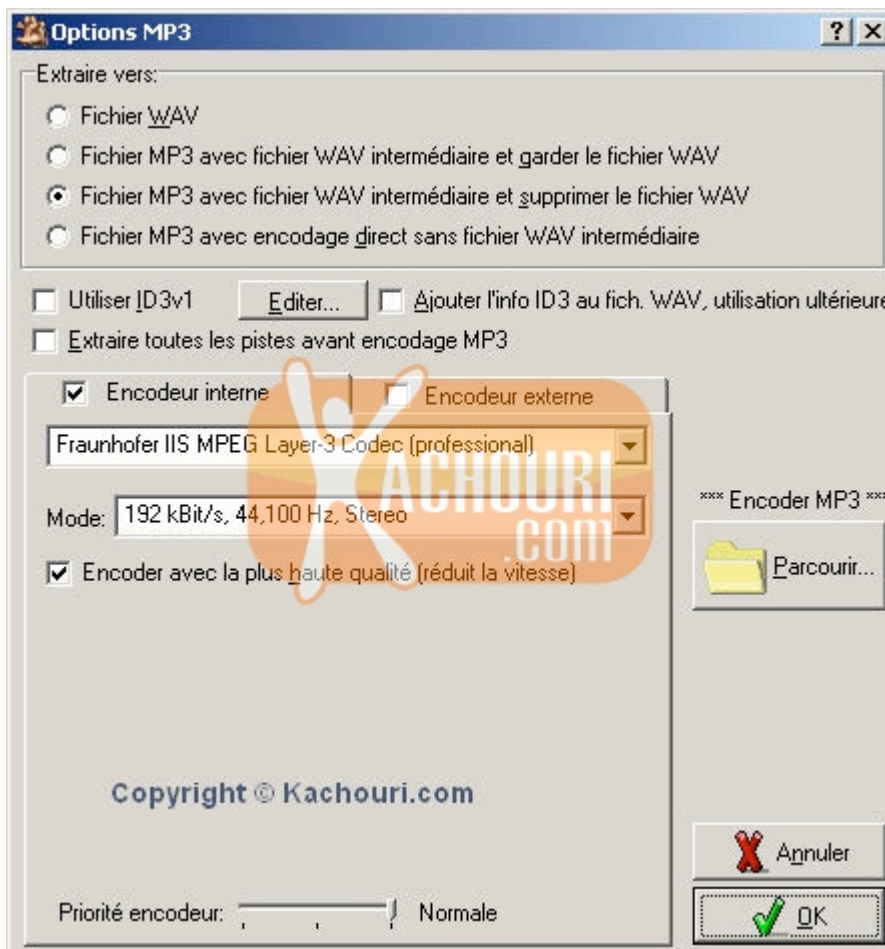 Options MP3
Extraire vers:
Fichier WAV
Fichier MP3 avec fichier WAV intermédiaire et garder le fichier WAV
Fichier MP3 avec fichier WAV intermédiaire et supprimer le fichier WAV
Fichier MP3 avec encodage direct sans fichier WAV intermédiaire
Utiliser ID3v1 Editer... Ajouter l'info ID3 au fich. WAV, utilisation ultérieure
Extraire toutes les pistes avant encodage MP3
Encodeur interne Encodeur externe
Fraunhofer IIS MPEG Layer-3 Codec (professional)
KACHOURI
.com
*** Encoder MP3 ***
Mode: 192 kBit/s, 44,100 Hz, Stereo
Parcourir...
Encoder avec la plus haute qualité (réduit la vitesse)
Copyright © Kachouri.com
Annuler
Priorité encodeur: Normale
OK